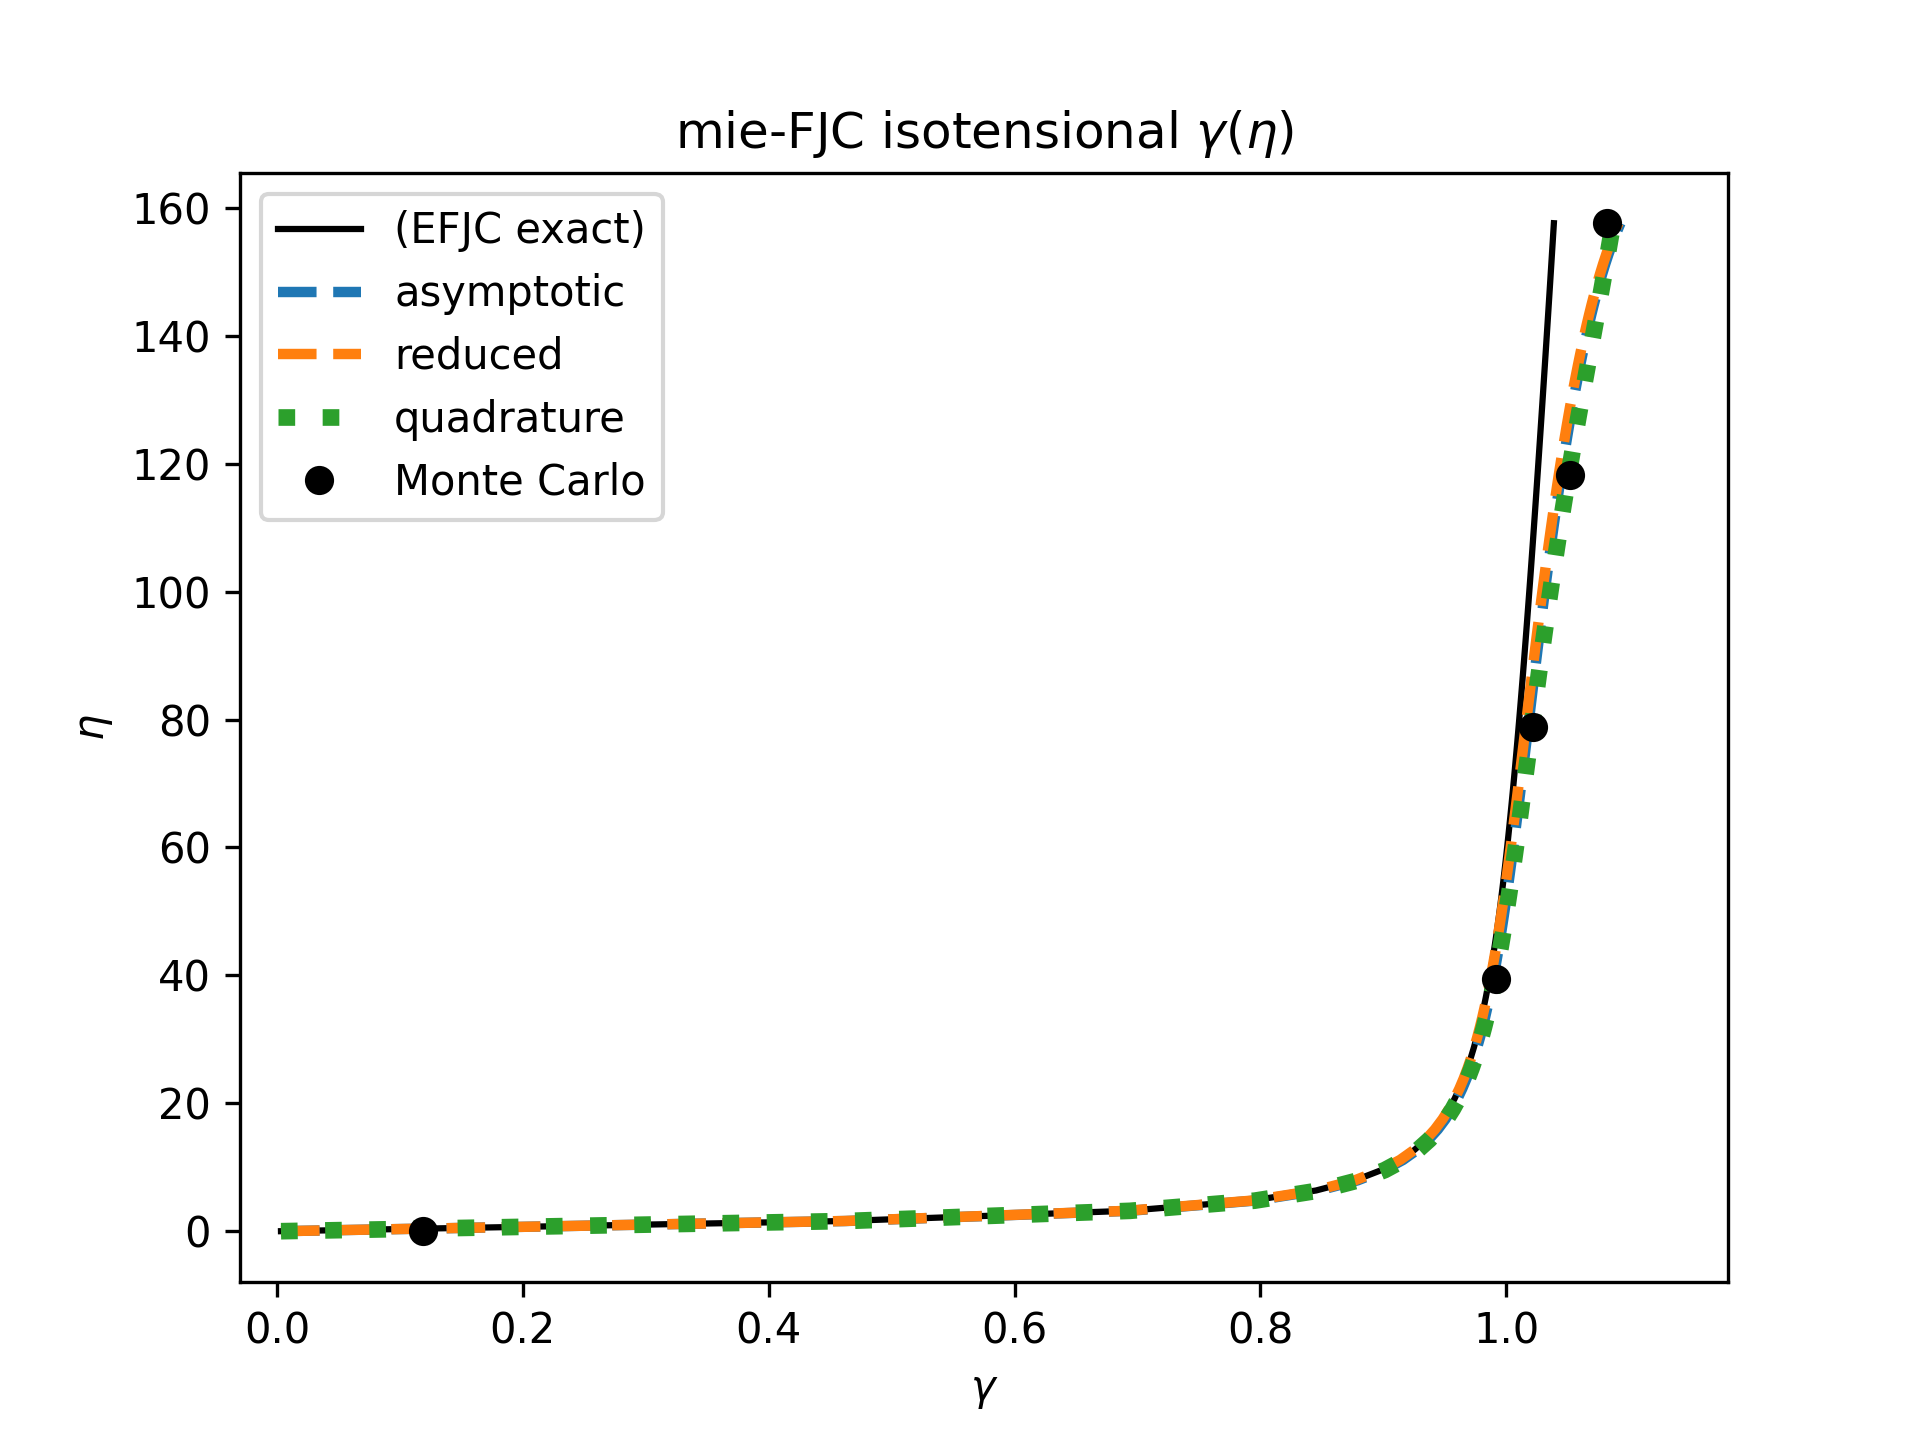 mie-FJC isotensional γ(η)
(EFJC exact)
asymptotic
reduced
quadrature
Monte Carlo
160
140
120
100
80
60
40
20
0
η
0.0 0.2 0.4 0.6 0.8 1.0
γ